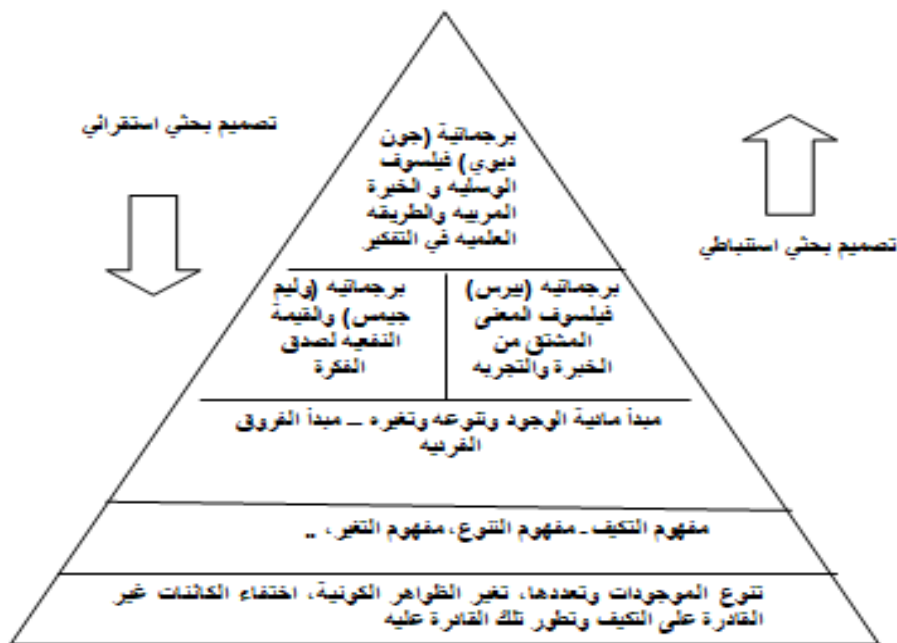 تصميم بحثي استقرائي
برجماتية (جون
ديوي) فيلسوف
الوسليه و الخبرة
المربيه والطريقه
العلميه في التفكير
تصميم بحثي استنباطي
برجماتيه (بيرس)
فيلسوف المعنى
المشتق من
الخبرة والتجربه
برجماتيه (وليم
جيمس) والقيمة
النفعيه لصدق
الفكرة
مبدأ مادية الوجود وتنوعه وتغيره – مبدأ الفروق
الفرديه
مفهوم التكيف - مفهوم التنوع، مفهوم التغير، ..
تنوع الموجودات وتعددها، تغير الظواهر الكونية، اختفاء الكائنات غير
القادرة على التكيف وتطور تلك القادرة عليه